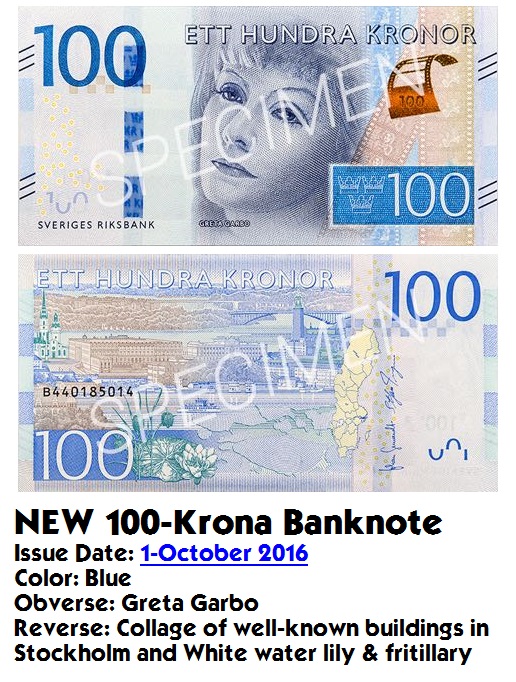 100
ETT HUNDRA KRONOR
SPECIMEN
100
SVERIGES RIKSBANK
GRETA GARBO
100
ETT HUNDRA KRONOR
100
SPECIMEN
B440185014
100
NEW 100-Krona Banknote
Issue Date: 1-October 2016
Color: Blue
Obverse: Greta Garbo
Reverse: Collage of well-known buildings in
Stockholm and White water lily & fritillary